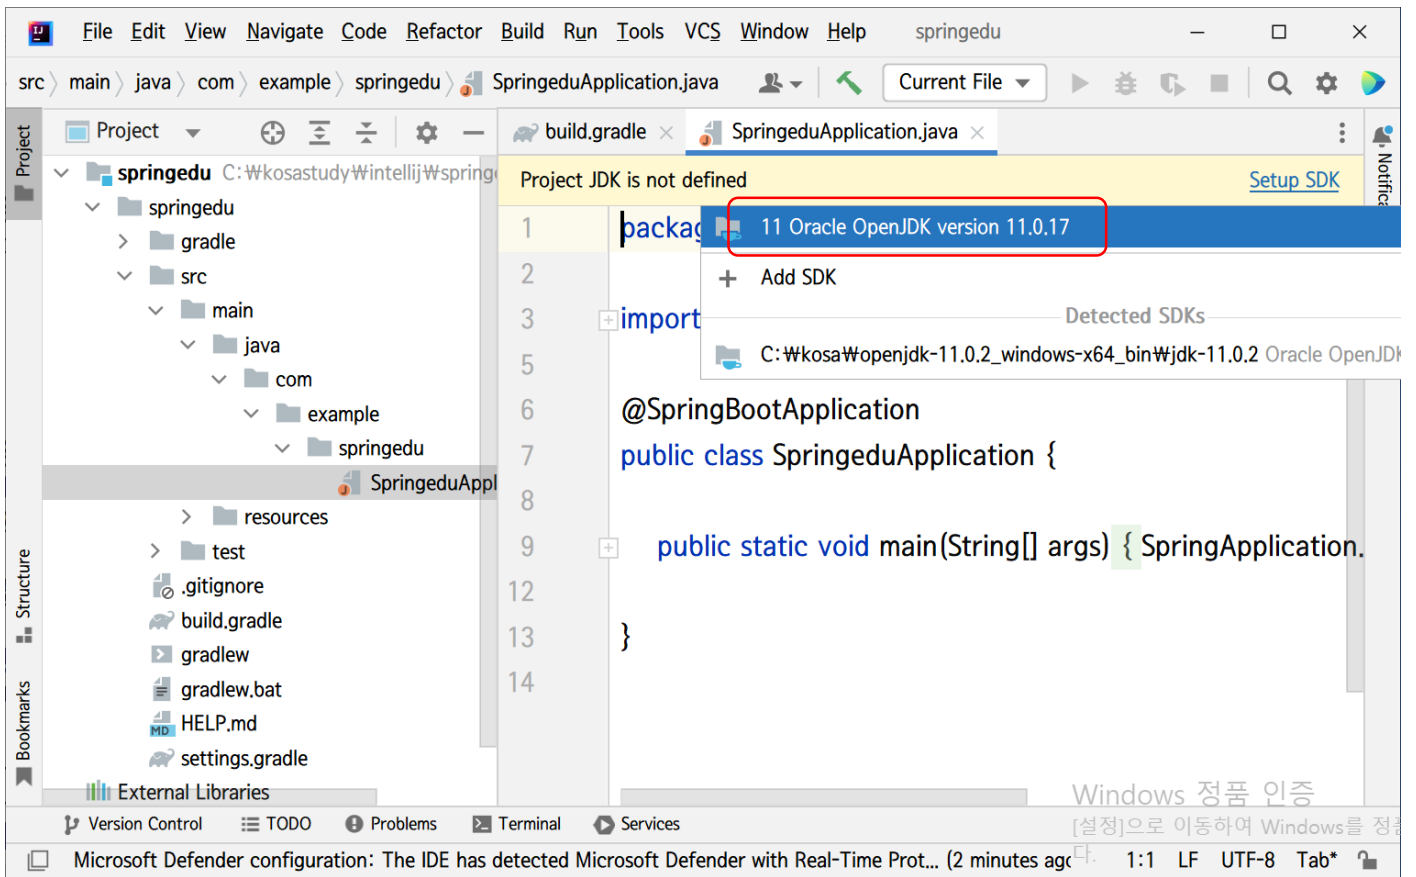 File Edit View Navigate Code Refactor Build Run Tools VCS Window Help springedu
src main java com example springedu SpringeduApplication.java Current File
Project
Project
build.gradle
SpringeduApplication.java
Project JDK is not defined
Setup SDK
springedu C:₩kosastudy₩intellij₩spring
springedu
gradle
src
main
java
com
example
springedu
SpringeduAppl
resources
test
.gitignore
build.gradle
gradlew
gradlew.bat
HELP.md
settings.gradle
External Libraries
1 packag
2
3 import
5
6 @SpringBootApplication
7 public class SpringeduApplication {
8
9 public static void main(String[] args) { SpringApplication.
12
13 }
14
11 Oracle OpenJDK version 11.0.17
Add SDK
Detected SDKs
C:₩kosa₩openjdk-11.0.2_windows-x64_bin₩jdk-11.0.2 Oracle OpenJDK
Notific
Structure
Bookmarks
Windows 정품 인증
[설정]으로 이동하여 Windows를 정품
다.
Version Control TODO Problems Terminal Services
Microsoft Defender configuration: The IDE has detected Microsoft Defender with Real-Time Prot... (2 minutes ago 1:1 LF UTF-8 Tab*